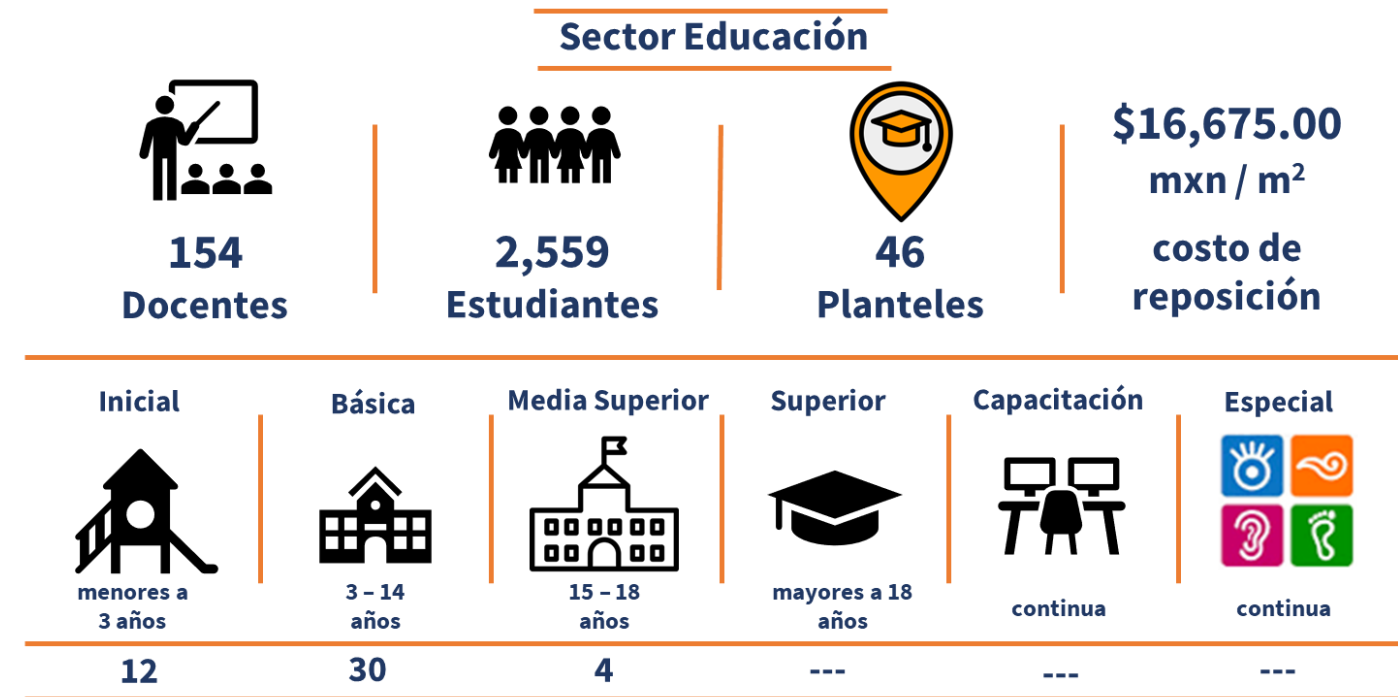 Sector Educación
154
Docentes
2,559
Estudiantes
46
Planteles
$16,675.00
mxn / m²
costo de
reposición
Inicial
Básica
Media Superior
Superior
Capacitación
Especial
menores a
3 años
3 – 14
años
15 – 18
años
mayores a 18
años
continua
continua
12
30
4
---
---
---